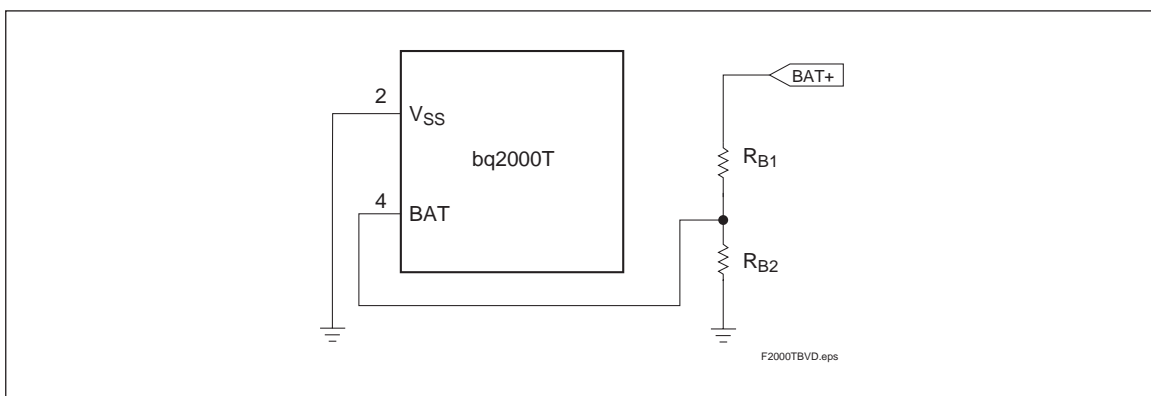 BAT+
2
VSS
RB1
bq2000T
4
BAT
RB2
F2000TBVD.eps